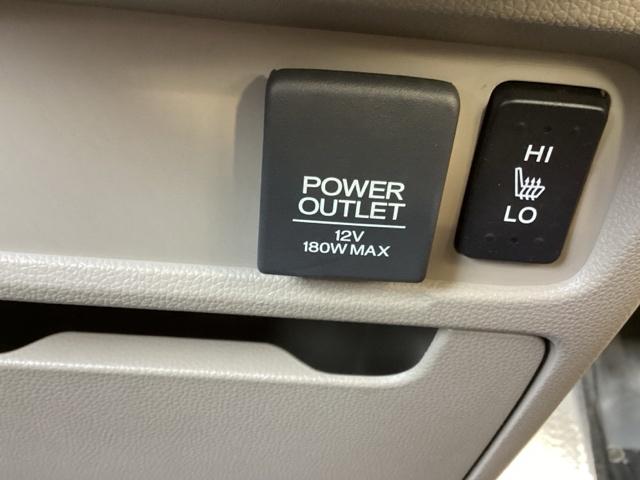 POWER
OUTLET
12V
180W MAX
HI
LO